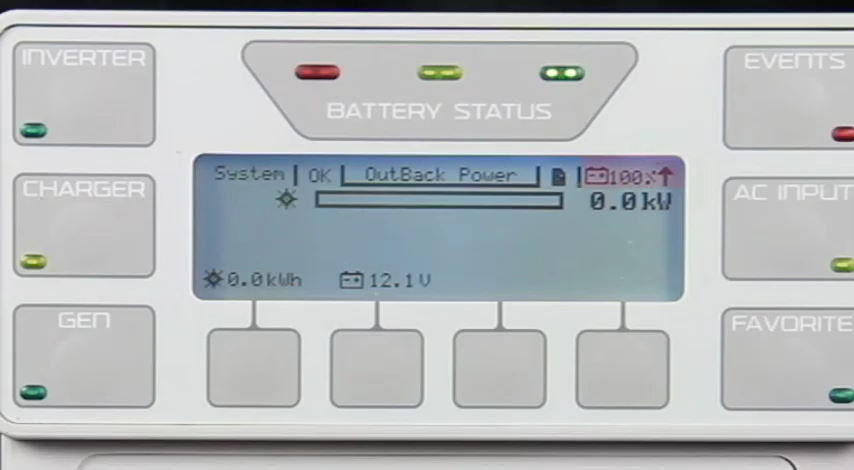 INVERTER
EVENTS
BATTERY STATUS
System OK OutBack Power 100%
CHARGER
AC INPUT
0.0kW
0.0kWh 12.1V
GEN
FAVORITE